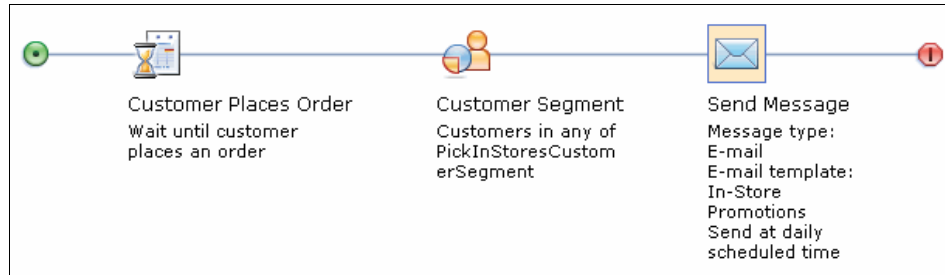 Customer Places Order
Wait until customer
places an order
Customer Segment
Customers in any of
PickInStoresCustom
erSegment
Send Message
Message type:
E-mail
E-mail template:
In-Store
Promotions
Send at daily
scheduled time